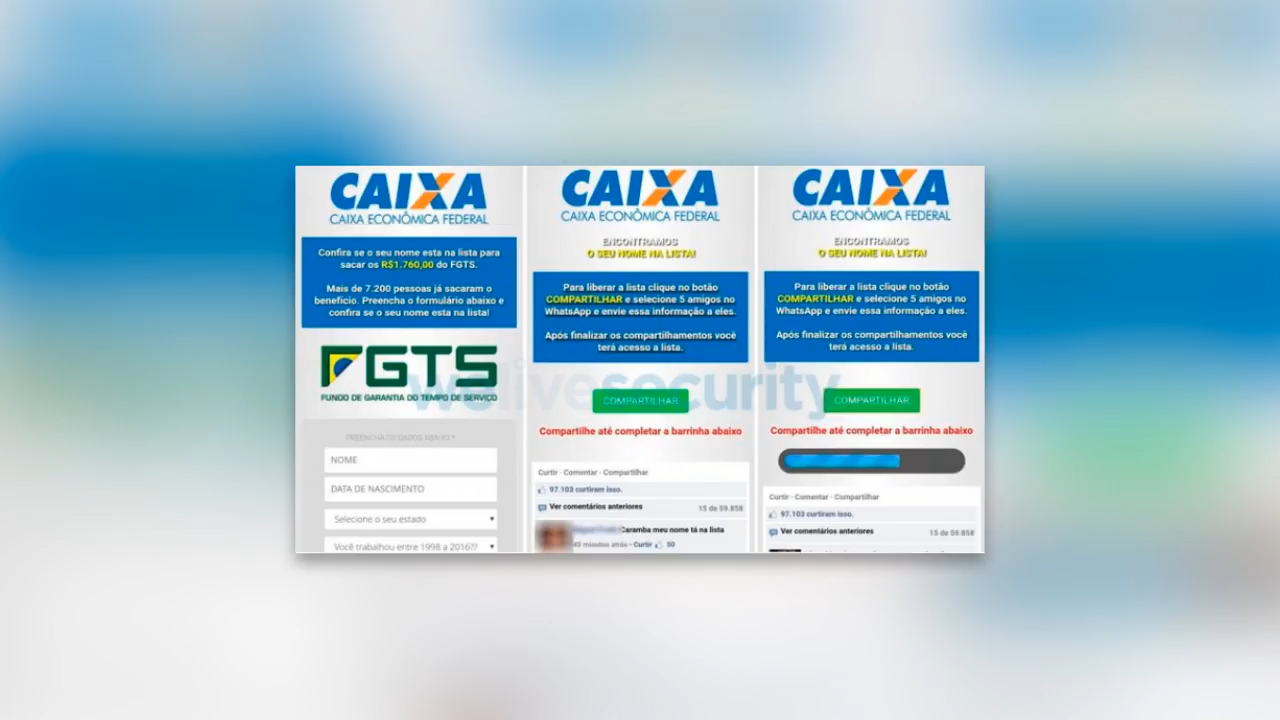 CAIXA
CAIXA ECONÔMICA FEDERAL
Confira se o seu nome esta na lista para
sacar os R$1.760,00 do FGTS.
Mais de 7.200 pessoas já sacaram o
benefício. Preencha o formulário abaixo e
confira se o seu nome esta na lista!
FGTS
FUNDO DE GARANTIA DO TEMPO DE SERVIÇO
PREENCHA OS DADOS ABAIXO *
NOME
DATA DE NASCIMENTO
Selecione o seu estado
Você trabalhou entre 1998 a 2016??
CAIXA
CAIXA ECONÔMICA FEDERAL
ENCONTRAMOS
O SEU NOME NA LISTA!
Para liberar a lista clique no botão
COMPARTILHAR e selecione 5 amigos no
WhatsApp e envie essa informação a eles.
Após finalizar os compartilhamentos você
terá acesso a lista.
COMPARTILHAR
Compartilhe até completar a barrinha abaixo
Curtir · Comentar · Compartilhar
97.103 curtiram isso.
Ver comentários anteriores 15 de 59.858
Caramba meu nome tá na lista
45 minutos atrás · Curtir 50
CAIXA
CAIXA ECONÔMICA FEDERAL
ENCONTRAMOS
O SEU NOME NA LISTA!
Para liberar a lista clique no botão
COMPARTILHAR e selecione 5 amigos no
WhatsApp e envie essa informação a eles.
Após finalizar os compartilhamentos você
terá acesso a lista.
COMPARTILHAR
Compartilhe até completar a barrinha abaixo
Curtir · Comentar · Compartilhar
97.103 curtiram isso.
Ver comentários anteriores 15 de 59.858
welivesecurity